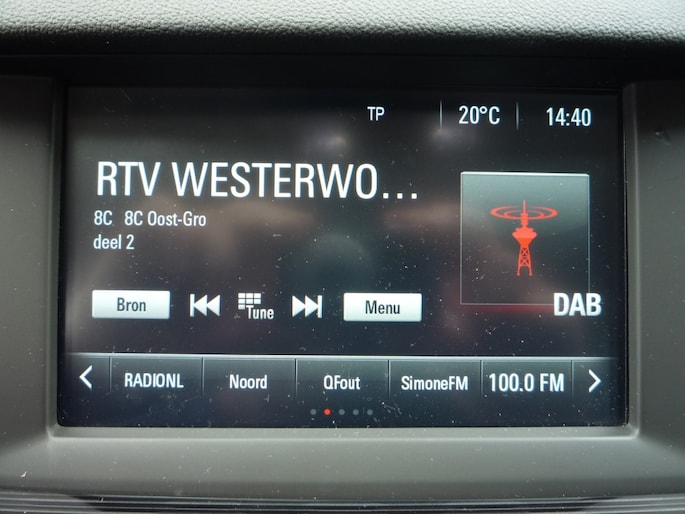 TP 20°C 14:40
RTV WESTERWO...
8C 8C Oost-Gro
deel 2
DAB
Bron Tune Menu
RADIONL Noord QFout SimoneFM 100.0 FM